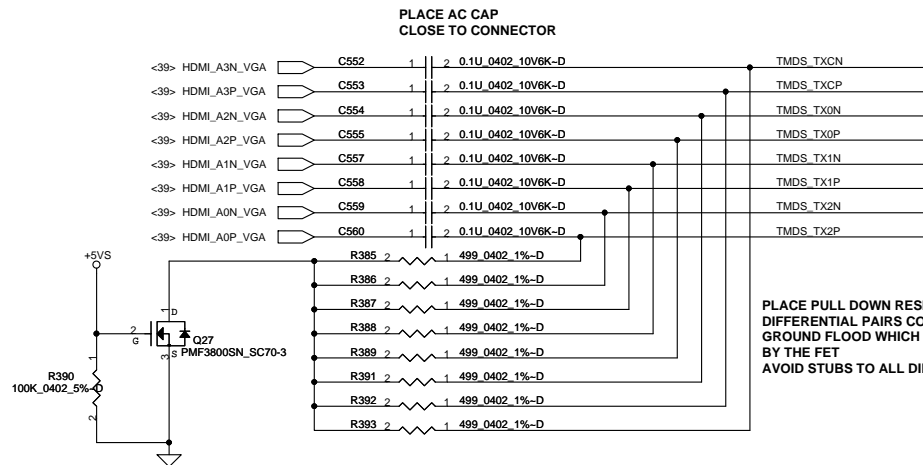 PLACE AC CAP
CLOSE TO CONNECTOR
<39> HDMI_A3N_VGA C552 1 2 0.1U_0402_10V6K~D TMDS_TXCN
<39> HDMI_A3P_VGA C553 1 2 0.1U_0402_10V6K~D TMDS_TXCP
<39> HDMI_A2N_VGA C554 1 2 0.1U_0402_10V6K~D TMDS_TX0N
<39> HDMI_A2P_VGA C555 1 2 0.1U_0402_10V6K~D TMDS_TX0P
<39> HDMI_A1N_VGA C557 1 2 0.1U_0402_10V6K~D TMDS_TX1N
<39> HDMI_A1P_VGA C558 1 2 0.1U_0402_10V6K~D TMDS_TX1P
<39> HDMI_A0N_VGA C559 1 2 0.1U_0402_10V6K~D TMDS_TX2N
<39> HDMI_A0P_VGA C560 1 2 0.1U_0402_10V6K~D TMDS_TX2P
+5VS
R385 2 1 499_0402_1%~D
R386 2 1 499_0402_1%~D
R387 2 1 499_0402_1%~D
R388 2 1 499_0402_1%~D
R389 2 1 499_0402_1%~D
R391 2 1 499_0402_1%~D
R392 2 1 499_0402_1%~D
R393 2 1 499_0402_1%~D
1 D
2 G
3 S
Q27
PMF3800SN_SC70-3
1
R390
100K_0402_5%~D
2
PLACE PULL DOWN RESI
DIFFERENTIAL PAIRS CO
GROUND FLOOD WHICH
BY THE FET
AVOID STUBS TO ALL DI